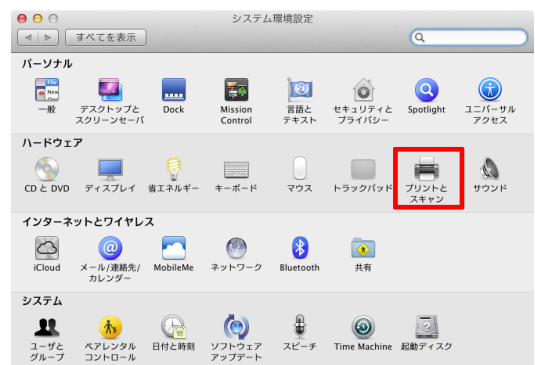 システム環境設定
すべてを表示
パーソナル
一般
デスクトップと
スクリーンセーバ
Dock
Mission
Control
言語と
テキスト
セキュリティと
プライバシー
Spotlight
ユニバーサル
アクセス
ハードウェア
CD と DVD
ディスプレイ
省エネルギー
キーボード
マウス
トラックパッド
プリントと
スキャン
サウンド
インターネットとワイヤレス
iCloud
メール/連絡先/
カレンダー
MobileMe
ネットワーク
Bluetooth
共有
システム
ユーザと
グループ
ペアレンタル
コントロール
日付と時刻
ソフトウェア
アップデート
スピーチ
Time Machine
起動ディスク